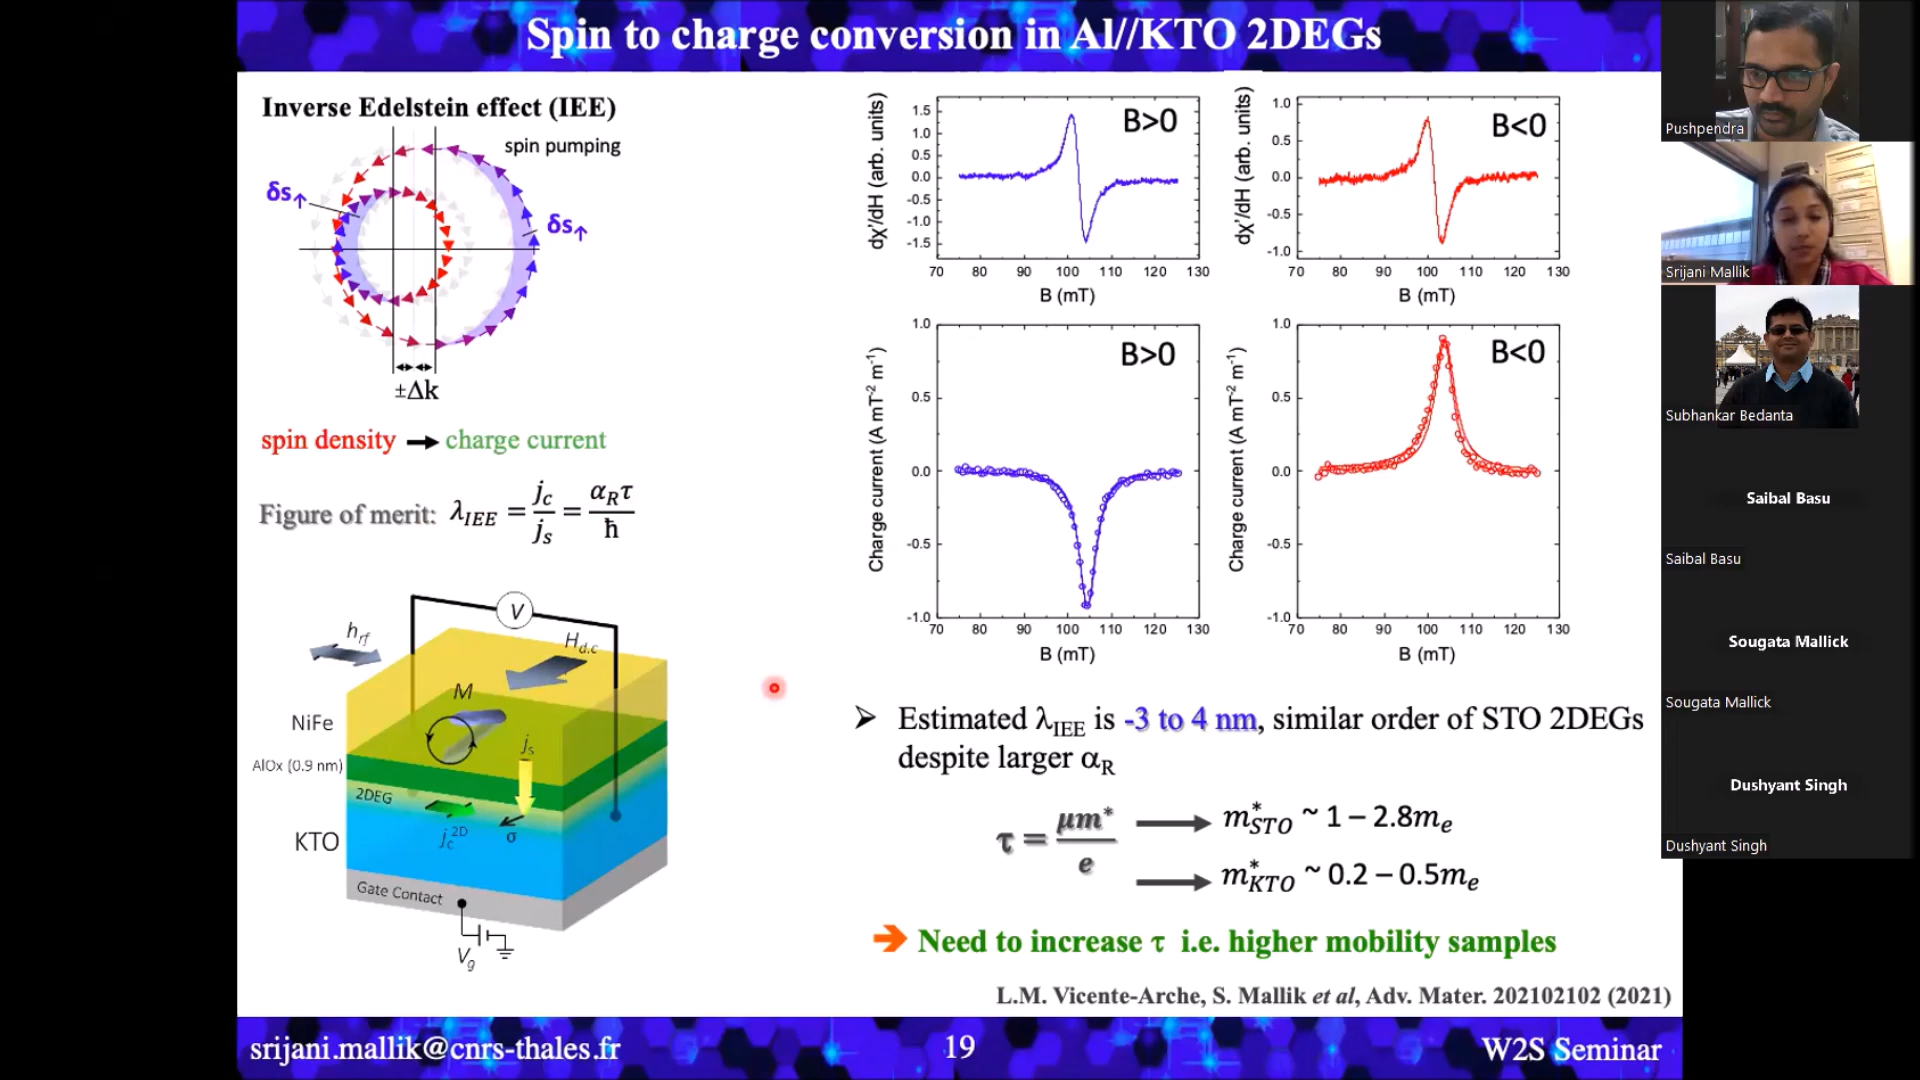 Spin to charge conversion in Al//KTO 2DEGs
Inverse Edelstein effect (IEE)
spin pumping
δs↑
δs↑
±Δk
spin density → charge current
Figure of merit: λ_IEE = j_c / j_s = α_R τ / ħ
V
h_rf
H_d.c
M
NiFe
j_s
AlOx (0.9 nm)
2DEG
j_c^2D
σ
KTO
Gate Contact
V_g
dχ'/dH (arb. units)
1.5
1.0
0.5
0.0
-0.5
-1.0
-1.5
B>0
70 80 90 100 110 120 130
B (mT)
dχ'/dH (arb. units)
1.0
0.5
0.0
-0.5
-1.0
B<0
70 80 90 100 110 120 130
B (mT)
Charge current (A mT^-2 m^-1)
1.0
0.5
0.0
-0.5
-1.0
B>0
70 80 90 100 110 120 130
B (mT)
Charge current (A mT^-2 m^-1)
1.0
0.5
0.0
-0.5
-1.0
B<0
70 80 90 100 110 120 130
B (mT)
➢ Estimated λ_IEE is -3 to 4 nm, similar order of STO 2DEGs
despite larger α_R
τ = μm* / e
→ m*_STO ~ 1 – 2.8m_e
→ m*_KTO ~ 0.2 – 0.5m_e
➔ Need to increase τ i.e. higher mobility samples
L.M. Vicente-Arche, S. Mallik et al, Adv. Mater. 202102102 (2021)
srijani.mallik@cnrs-thales.fr
19
W2S Seminar
Pushpendra
Srijani Mallik
Subhankar Bedanta
Saibal Basu
Saibal Basu
Sougata Mallick
Sougata Mallick
Dushyant Singh
Dushyant Singh